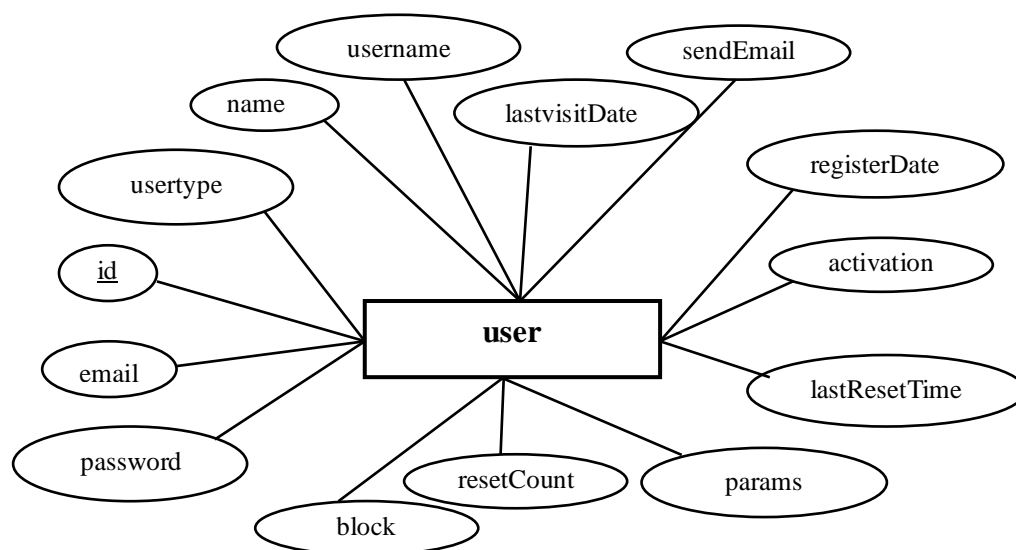 username
sendEmail
name
lastvisitDate
registerDate
usertype
id
activation
user
email
lastResetTime
password
resetCount
params
block